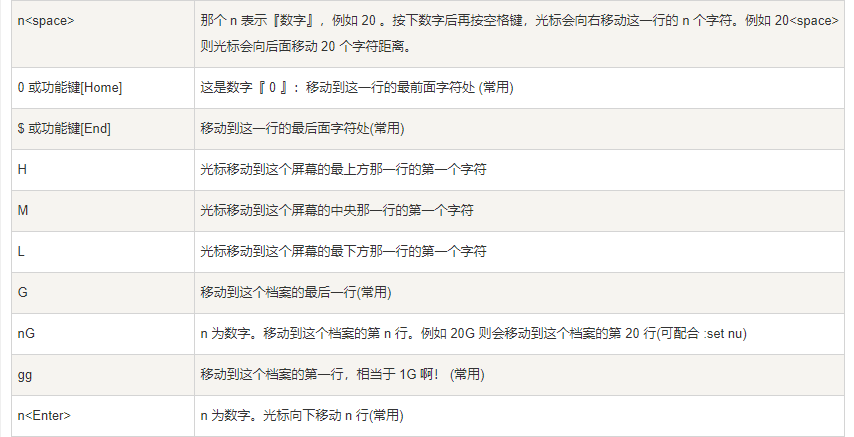 n<space>
那个 n 表示『数字』，例如 20 。按下数字后再按空格键，光标会向右移动这一行的 n 个字符。例如 20<space>
则光标会向后面移动 20 个字符距离。
0 或功能键[Home]
这是数字『 0 』：移动到这一行的最前面字符处 (常用)
$ 或功能键[End]
移动到这一行的最后面字符处(常用)
H
光标移动到这个屏幕的最上方那一行的第一个字符
M
光标移动到这个屏幕的中央那一行的第一个字符
L
光标移动到这个屏幕的最下方那一行的第一个字符
G
移动到这个档案的最后一行(常用)
nG
n 为数字。移动到这个档案的第 n 行。例如 20G 则会移动到这个档案的第 20 行(可配合 :set nu)
gg
移动到这个档案的第一行，相当于 1G 啊！ (常用)
n<Enter>
n 为数字。光标向下移动 n 行(常用)